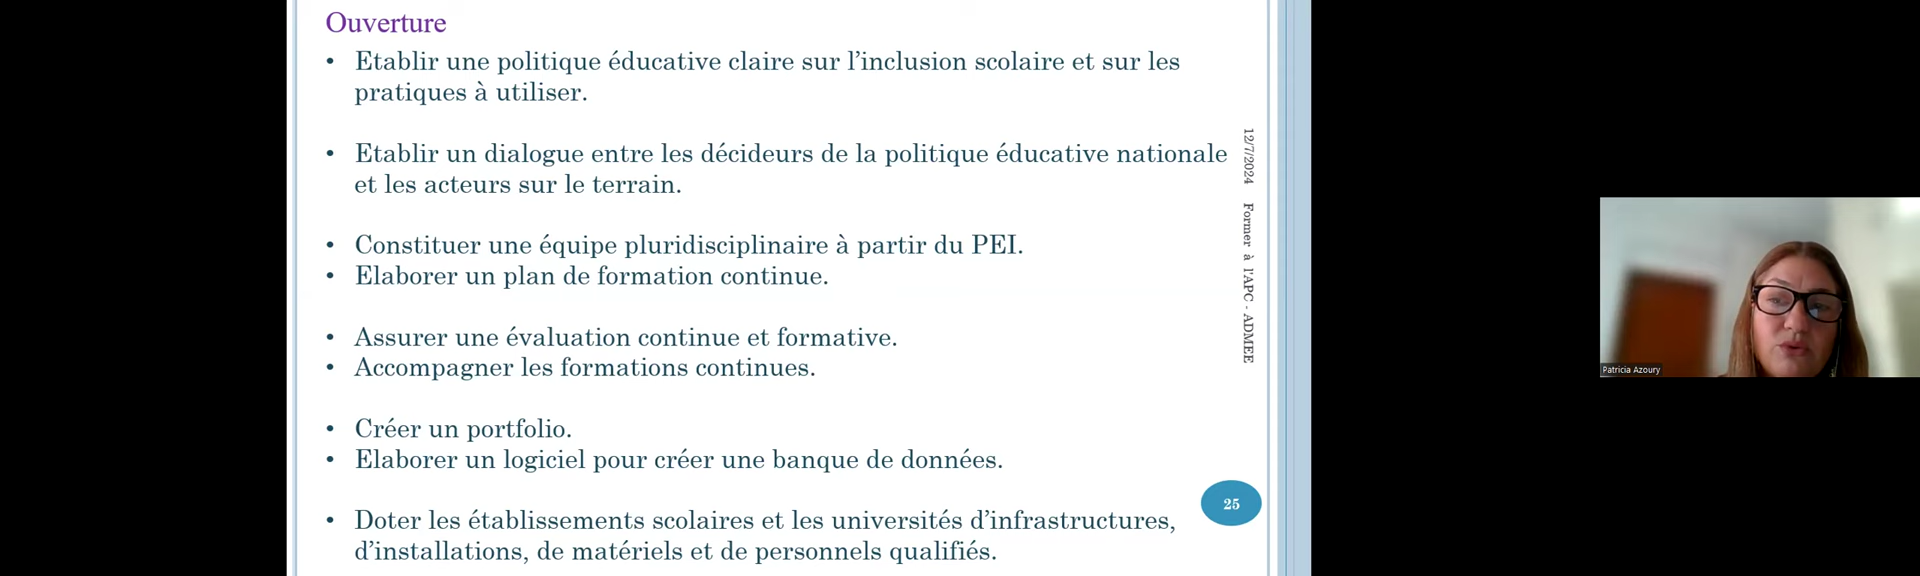 Ouverture
• Etablir une politique éducative claire sur l’inclusion scolaire et sur les
pratiques à utiliser.
• Etablir un dialogue entre les décideurs de la politique éducative nationale
et les acteurs sur le terrain.
• Constituer une équipe pluridisciplinaire à partir du PEI.
• Elaborer un plan de formation continue.
• Assurer une évaluation continue et formative.
• Accompagner les formations continues.
• Créer un portfolio.
• Elaborer un logiciel pour créer une banque de données.
• Doter les établissements scolaires et les universités d’infrastructures,
d’installations, de matériels et de personnels qualifiés.
12/7/2024 Former à l’APC - ADMEE
25
Patricia Azoury